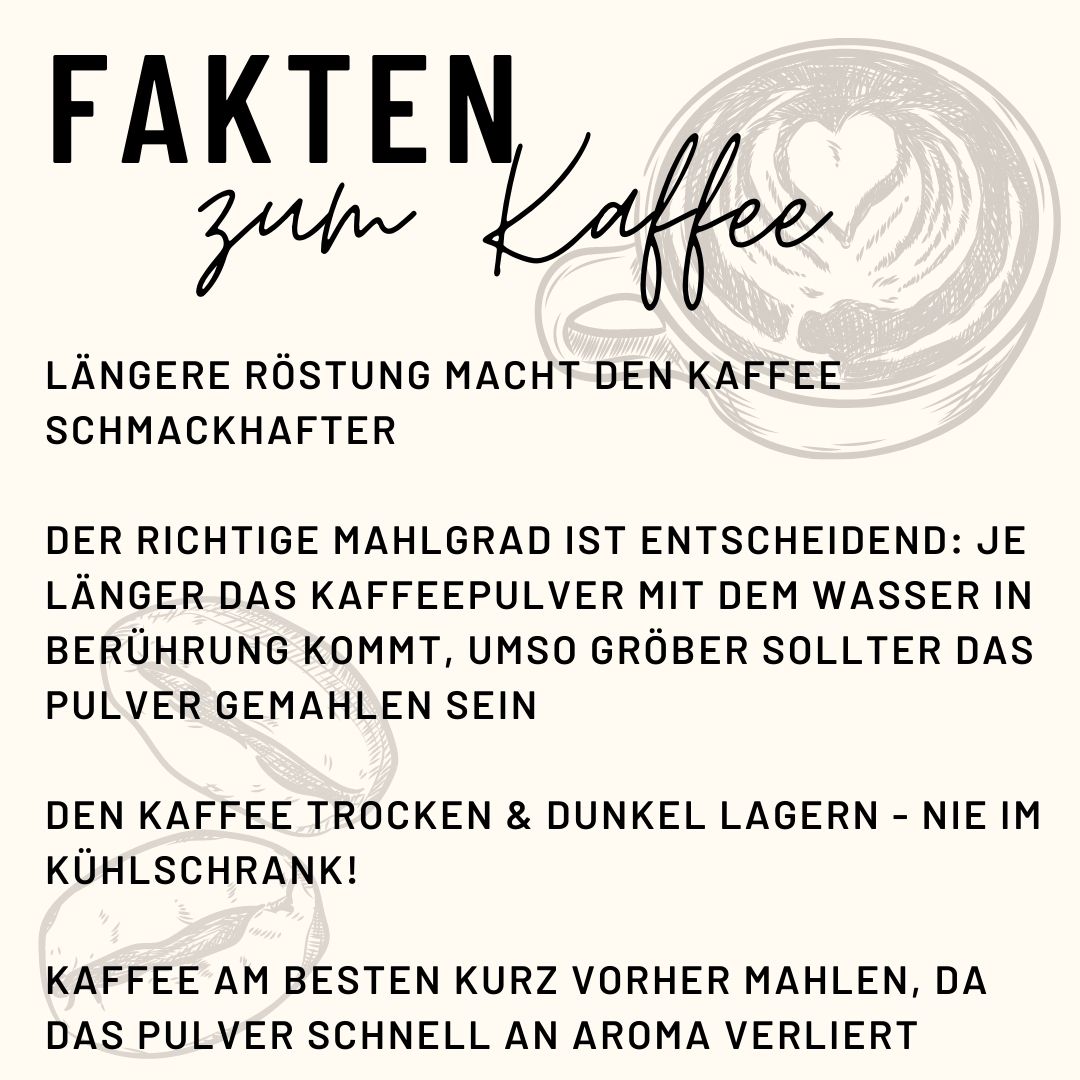 FAKTEN
zum Kaffee
LÄNGERE RÖSTUNG MACHT DEN KAFFEE
SCHMACKHAFTER
DER RICHTIGE MAHLGRAD IST ENTSCHEIDEND: JE
LÄNGER DAS KAFFEEPULVER MIT DEM WASSER IN
BERÜHRUNG KOMMT, UMSO GRÖBER SOLLTER DAS
PULVER GEMAHLEN SEIN
DEN KAFFEE TROCKEN & DUNKEL LAGERN - NIE IM
KÜHLSCHRANK!
KAFFEE AM BESTEN KURZ VORHER MAHLEN, DA
DAS PULVER SCHNELL AN AROMA VERLIERT